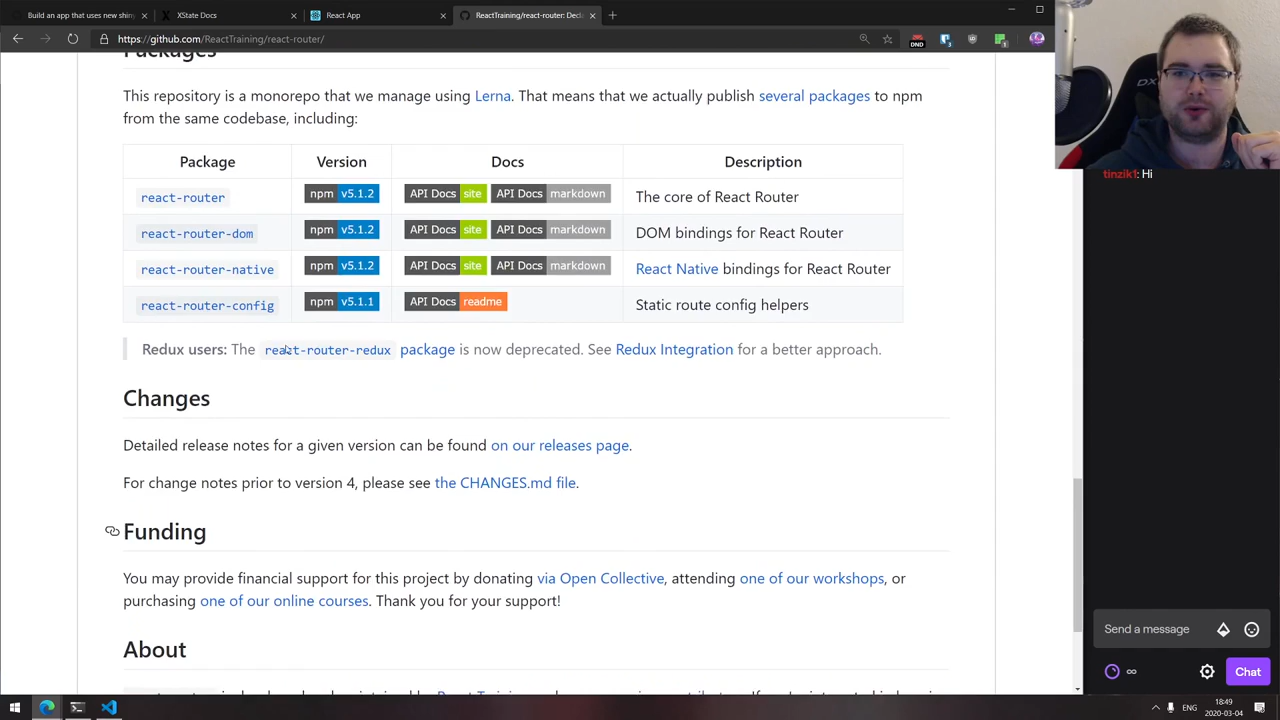 Build an app that uses new shiny
XState Docs
React App
ReactTraining/react-router: Decla
https://github.com/ReactTraining/react-router/
DND
Packages
This repository is a monorepo that we manage using Lerna. That means that we actually publish several packages to npm
from the same codebase, including:
Package Version Docs Description
react-router npm v5.1.2 API Docs site API Docs markdown The core of React Router
react-router-dom npm v5.1.2 API Docs site API Docs markdown DOM bindings for React Router
react-router-native npm v5.1.2 API Docs site API Docs markdown React Native bindings for React Router
react-router-config npm v5.1.1 API Docs readme Static route config helpers
Redux users: The react-router-redux package is now deprecated. See Redux Integration for a better approach.
Changes
Detailed release notes for a given version can be found on our releases page.
For change notes prior to version 4, please see the CHANGES.md file.
Funding
You may provide financial support for this project by donating via Open Collective, attending one of our workshops, or
purchasing one of our online courses. Thank you for your support!
About
tinzik1: Hi
Send a message
Chat
ENG
18:49
2020-03-04